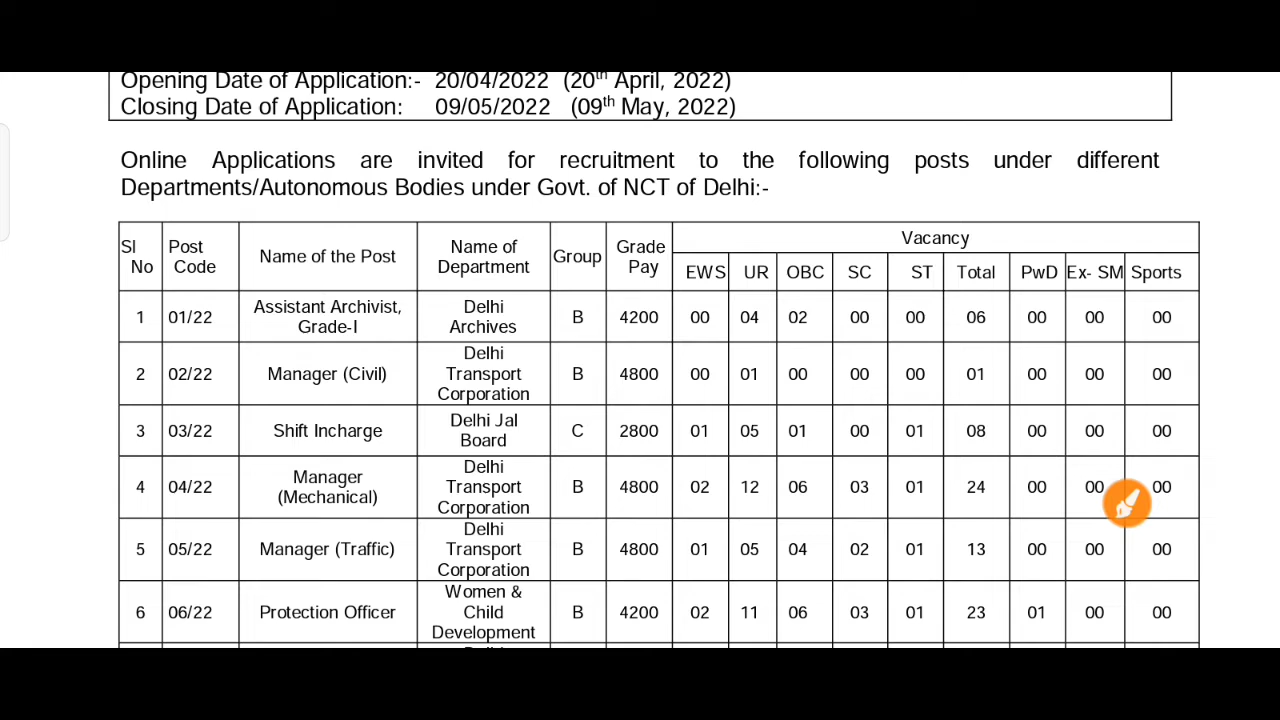 Opening Date of Application:- 20/04/2022 (20th April, 2022)
Closing Date of Application: 09/05/2022 (09th May, 2022)
Online Applications are invited for recruitment to the following posts under different
Departments/Autonomous Bodies under Govt. of NCT of Delhi:-
Sl No Post Code Name of the Post Name of Department Group Grade Pay Vacancy
EWS UR OBC SC ST Total PwD Ex- SM Sports
1 01/22 Assistant Archivist, Grade-I Delhi Archives B 4200 00 04 02 00 00 06 00 00 00
2 02/22 Manager (Civil) Delhi Transport Corporation B 4800 00 01 00 00 00 01 00 00 00
3 03/22 Shift Incharge Delhi Jal Board C 2800 01 05 01 00 01 08 00 00 00
4 04/22 Manager (Mechanical) Delhi Transport Corporation B 4800 02 12 06 03 01 24 00 00 00
5 05/22 Manager (Traffic) Delhi Transport Corporation B 4800 01 05 04 02 01 13 00 00 00
6 06/22 Protection Officer Women & Child Development B 4200 02 11 06 03 01 23 01 00 00